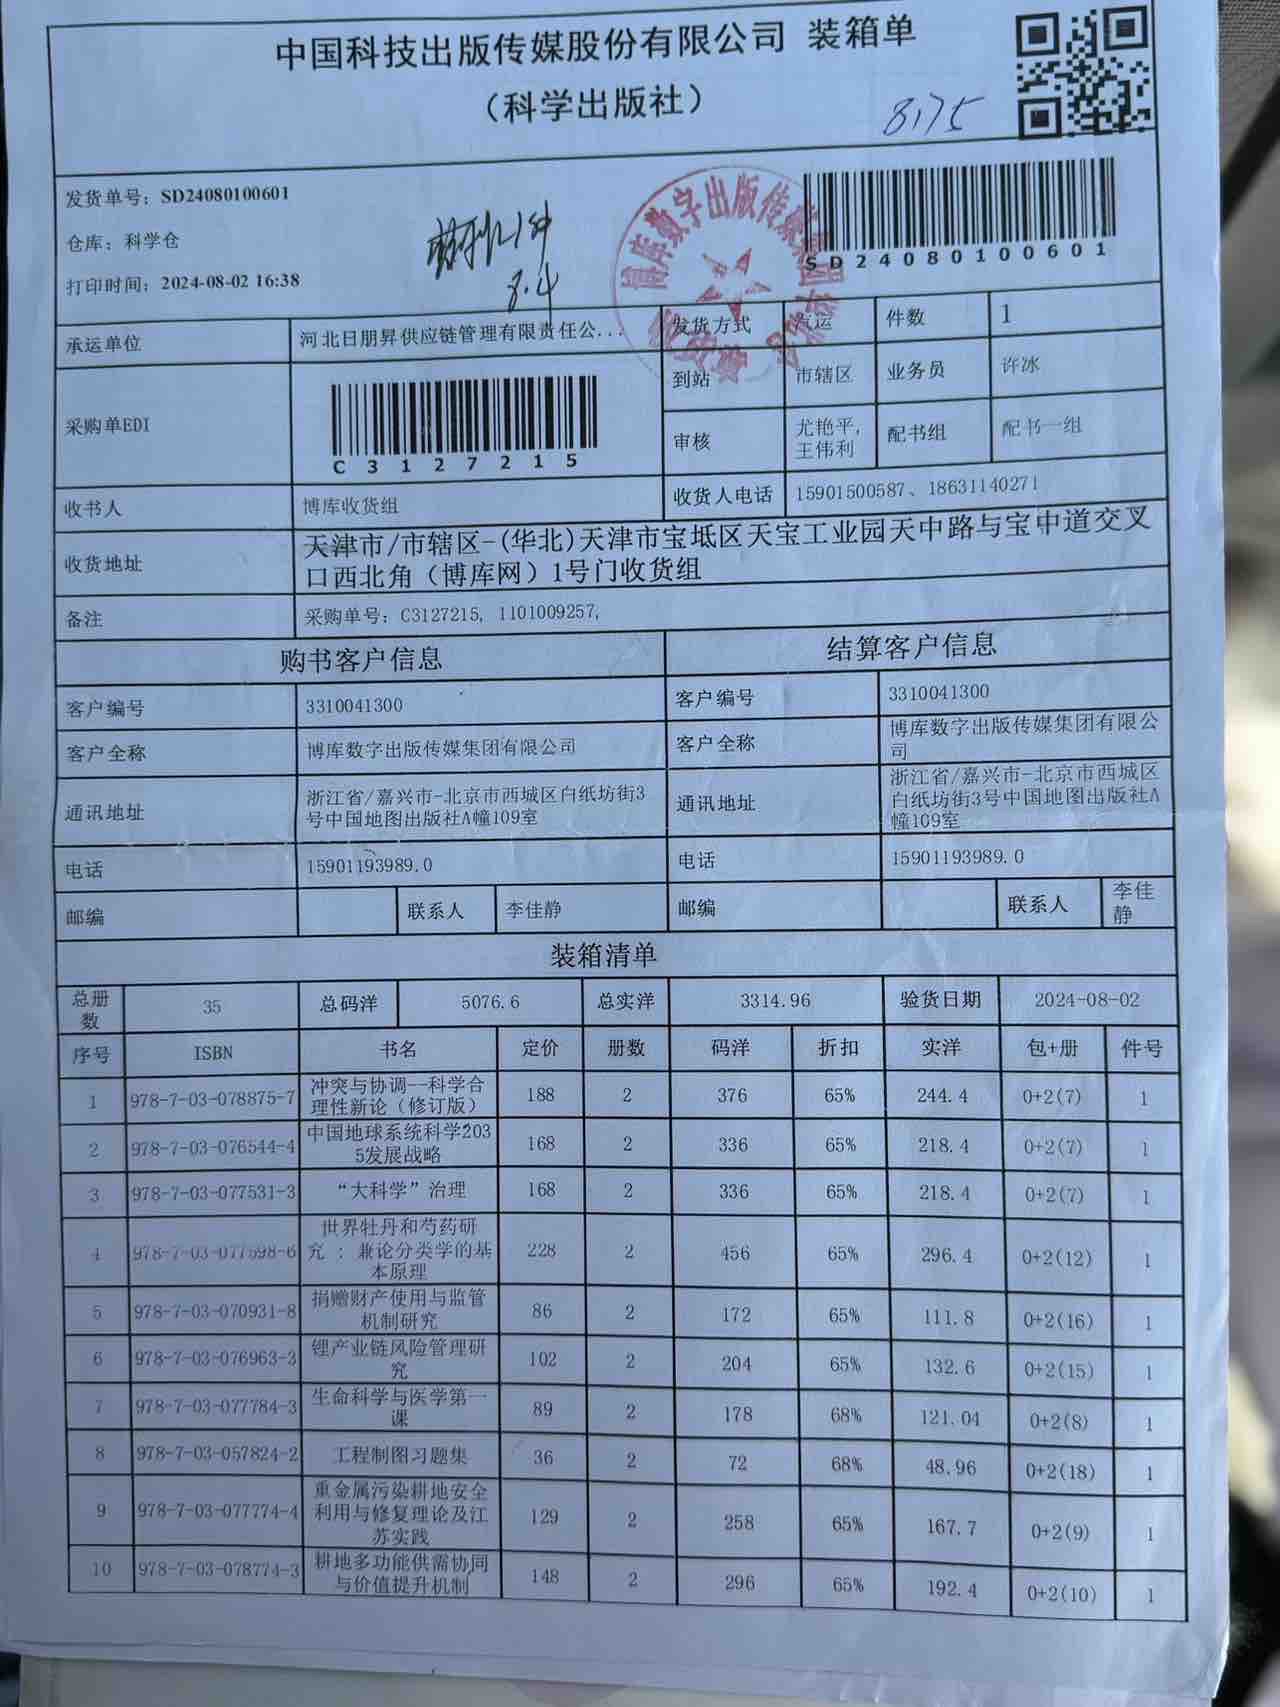 中国科技出版传媒股份有限公司 装箱单
（科学出版社）
8175
发货单号：SD24080100601
仓库：科学仓
打印时间：2024-08-02 16:38
8.4
SD24080100601
承运单位 河北日朋昇供应链管理有限责任公... 发货方式 汽运 件数 1
采购单EDI C3127215 到站 市辖区 业务员 许冰
审核 尤艳平, 王伟利 配书组 配书一组
收书人 博库收货组 收货人电话 15901500587、18631140271
收货地址 天津市/市辖区-(华北)天津市宝坻区天宝工业园天中路与宝中道交叉
口西北角（博库网）1号门收货组
备注 采购单号：C3127215, 1101009257,
购书客户信息 结算客户信息
客户编号 3310041300 客户编号 3310041300
客户全称 博库数字出版传媒集团有限公司 客户全称 博库数字出版传媒集团有限公
司
通讯地址 浙江省/嘉兴市-北京市西城区白纸坊街3
号中国地图出版社A幢109室
通讯地址 浙江省/嘉兴市-北京市西城区
白纸坊街3号中国地图出版社A
幢109室
电话 15901193989.0 电话 15901193989.0
邮编 联系人 李佳静 邮编 联系人 李佳
静
装箱清单
总册
数 35 总码洋 5076.6 总实洋 3314.96 验货日期 2024-08-02
序号 ISBN 书名 定价 册数 码洋 折扣 实洋 包+册 件号
1 978-7-03-078875-7 冲突与协调--科学合
理性新论（修订版） 188 2 376 65% 244.4 0+2(7) 1
2 978-7-03-076544-4 中国地球系统科学203
5发展战略 168 2 336 65% 218.4 0+2(7) 1
3 978-7-03-077531-3 “大科学”治理 168 2 336 65% 218.4 0+2(7) 1
4 978-7-03-077598-6 世界牡丹和芍药研
究 : 兼论分类学的基
本原理 228 2 456 65% 296.4 0+2(12) 1
5 978-7-03-070931-8 捐赠财产使用与监管
机制研究 86 2 172 65% 111.8 0+2(16) 1
6 978-7-03-076963-3 锂产业链风险管理研
究 102 2 204 65% 132.6 0+2(15) 1
7 978-7-03-077784-3 生命科学与医学第一
课 89 2 178 68% 121.04 0+2(8) 1
8 978-7-03-057824-2 工程制图习题集 36 2 72 68% 48.96 0+2(18) 1
9 978-7-03-077774-4 重金属污染耕地安全
利用与修复理论及江
苏实践 129 2 258 65% 167.7 0+2(9) 1
10 978-7-03-078774-3 耕地多功能供需协同
与价值提升机制 148 2 296 65% 192.4 0+2(10) 1